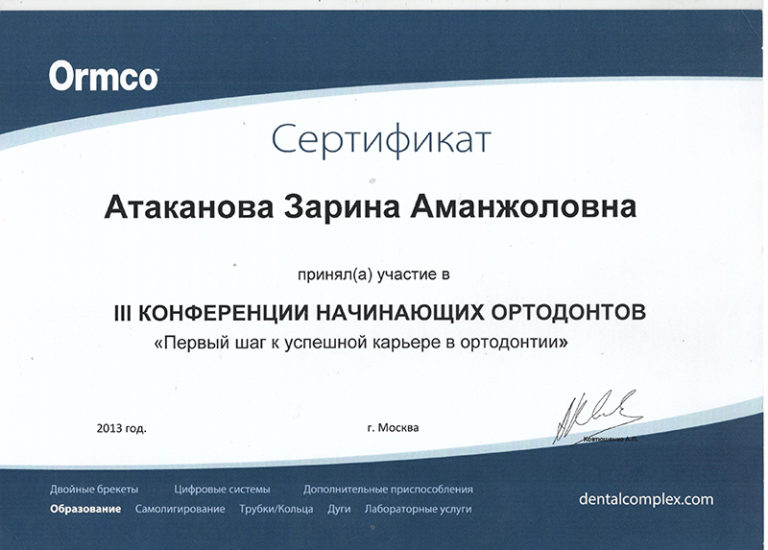 Ormco
Сертификат
Атаканова Зарина Аманжоловна
принял(а) участие в
III КОНФЕРЕНЦИИ НАЧИНАЮЩИХ ОРТОДОНТОВ
«Первый шаг к успешной карьере в ортодонтии»
2013 год. г. Москва
Двойные брекеты Цифровые системы Дополнительные приспособления
Образование Самолигирование Трубки/Кольца Дуги Лабораторные услуги
dentalcomplex.com